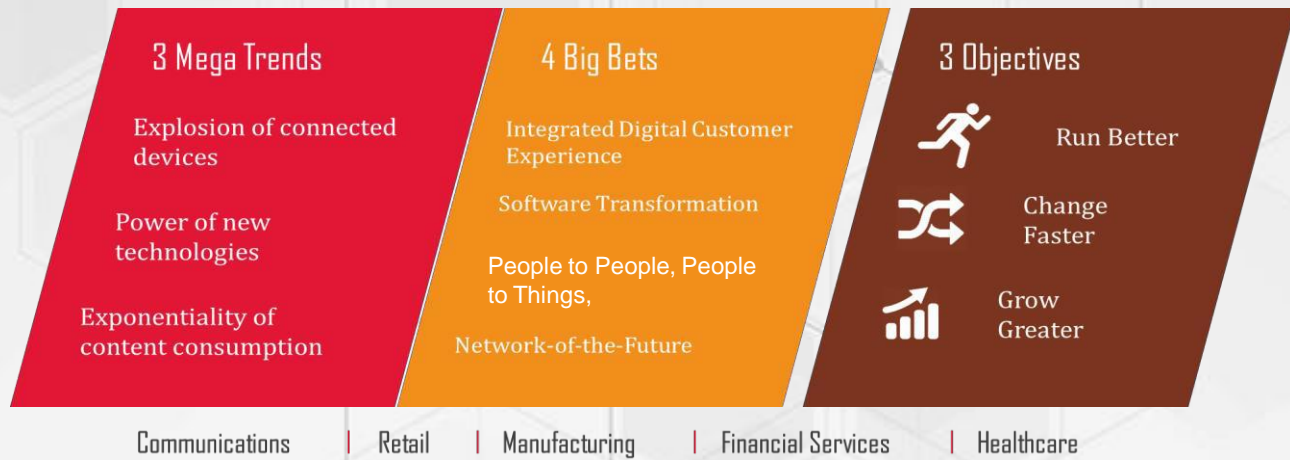 3 Mega Trends
Explosion of connected
devices
Power of new
technologies
Exponentiality of
content consumption
4 Big Bets
Integrated Digital Customer
Experience
Software Transformation
People to People, People
to Things,
Network-of-the-Future
3 Objectives
Run Better
Change
Faster
Grow
Greater
Communications | Retail | Manufacturing | Financial Services | Healthcare